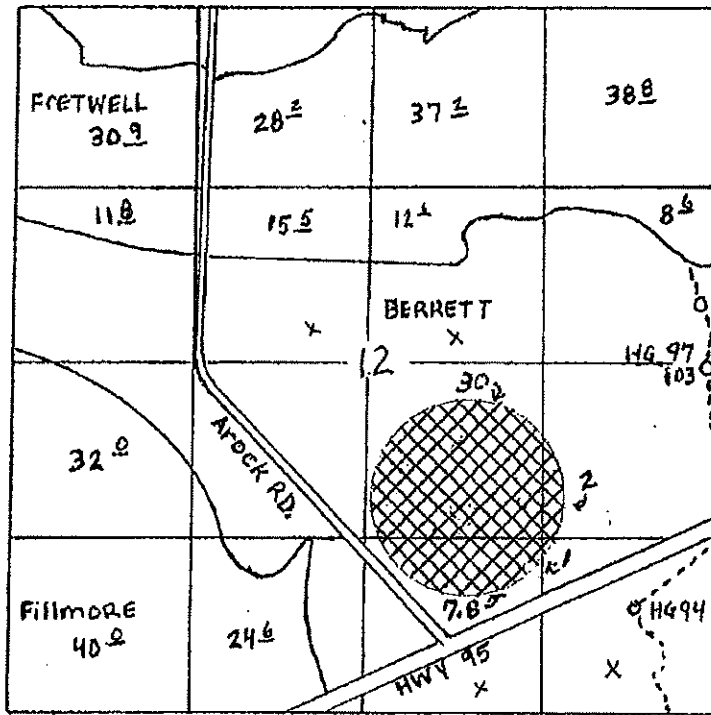 FRETWELL
30.9
28.2
37.2
38.8
11.8
15.5
12.1
8.6
BERRETT
x
x
12
HG 97
103
30.2
32.0
AROCK RD.
2
.1
7.8
Fillmore
40.0
24.6
HWY 95
HG94
x
x